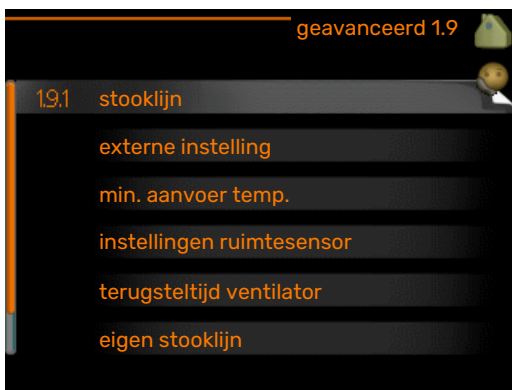 geavanceerd 1.9
1.9.1 stooklijn
externe instelling
min. aanvoer temp.
instellingen ruimtesensor
terugsteltijd ventilator
eigen stooklijn